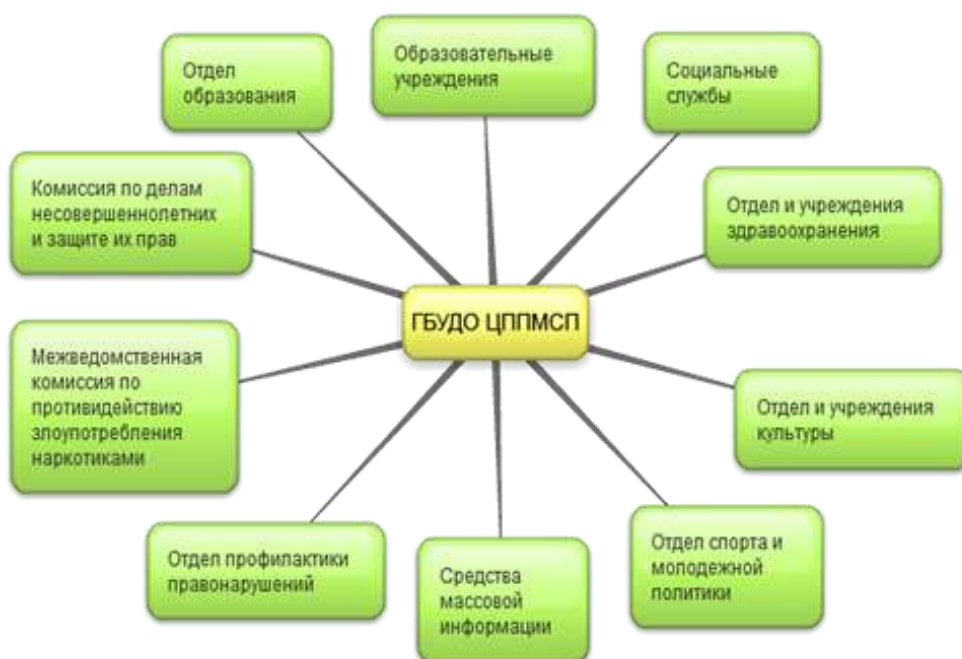 Отдел
образования
Образовательные
учреждения
Социальные
службы
Комиссия по делам
несовершеннолетних
и защите их прав
Отдел и учреждения
здравоохранения
ГБУДО ЦППМСП
Межведомственная
комиссия по
противидействию
злоупотребления
наркотиками
Отдел и учреждения
культуры
Отдел профилактики
правонарушений
Средства
массовой
информации
Отдел спорта и
молодежной
политики